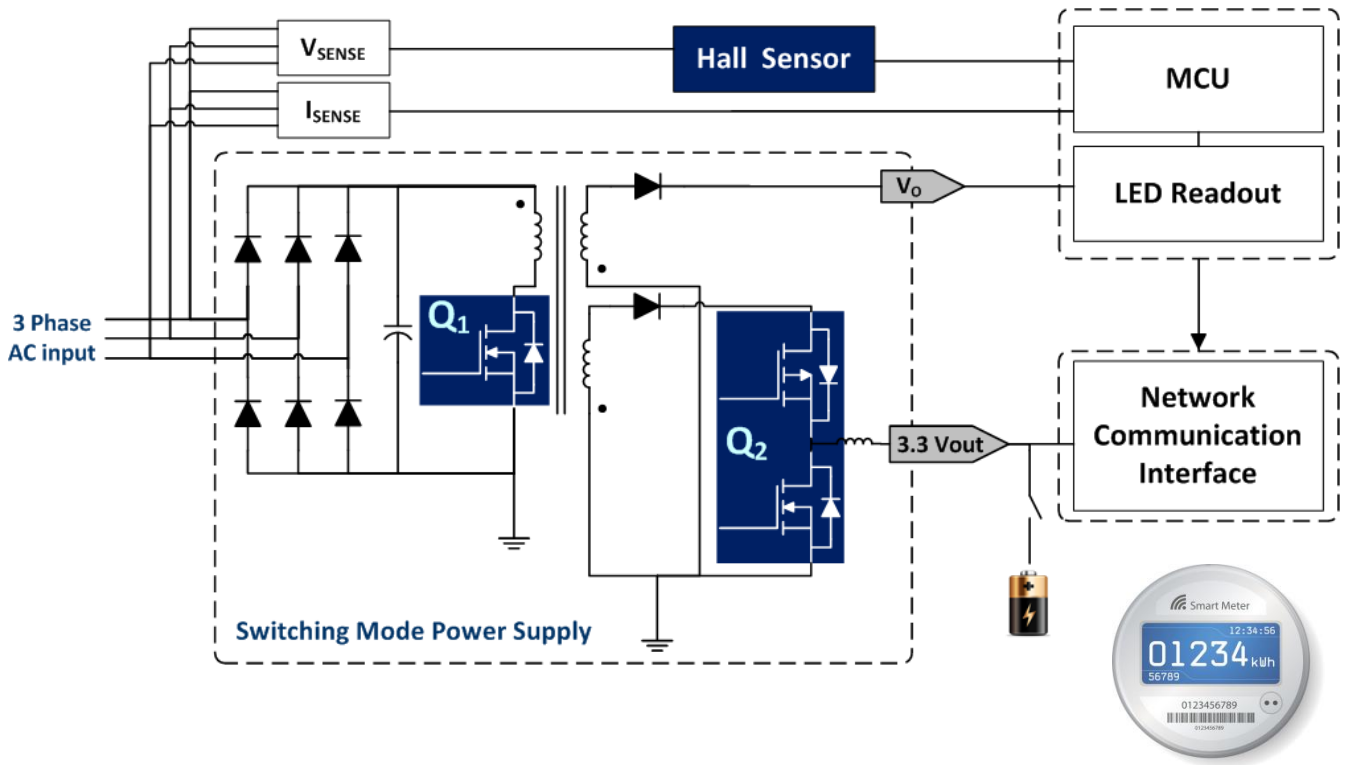 VSENSE
Hall Sensor
MCU
ISENSE
LED Readout
VO
3 Phase
AC input
Q1
Q2
3.3 Vout
Network
Communication
Interface
Switching Mode Power Supply
Smart Meter
12:34:56
01234 kWh
56789
0123456789
0123456789